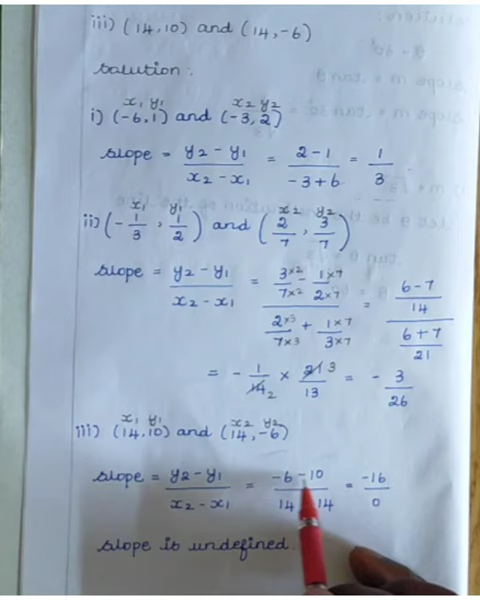 iii) (14,10) and (14,-6)
solution:
x₁ y₁ x₂ y₂
i) (-6,1) and (-3,2)
slope = y₂ - y₁ / x₂ - x₁ = 2 - 1 / -3 + 6 = 1/3
x₁ y₁ x₂ y₂
ii) (-1/3, 1/2) and (2/7, 3/7)
slope = y₂ - y₁ / x₂ - x₁ = 3×2/7×2 - 1×7/2×7 / 2×3/7×3 + 1×7/3×7 = 6-7/14 / 6+7/21
= - 1/14 2 × 21 3/13 = - 3/26
x₁ y₁ x₂ y₂
iii) (14,10) and (14,-6)
slope = y₂ - y₁ / x₂ - x₁ = -6 - 10 / 14 14 = -16/0
slope is undefined.